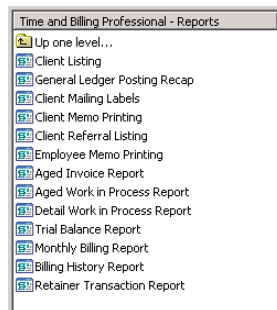 Time and Billing Professional - Reports
Up one level...
Client Listing
General Ledger Posting Recap
Client Mailing Labels
Client Memo Printing
Client Referral Listing
Employee Memo Printing
Aged Invoice Report
Aged Work in Process Report
Detail Work in Process Report
Trial Balance Report
Monthly Billing Report
Billing History Report
Retainer Transaction Report